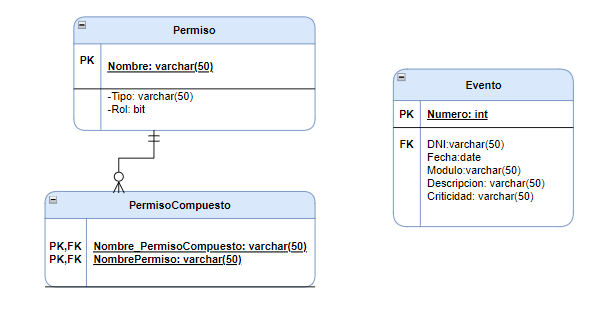 Permiso
PK Nombre: varchar(50)
-Tipo: varchar(50)
-Rol: bit
PermisoCompuesto
PK,FK Nombre_PermisoCompuesto: varchar(50)
PK,FK NombrePermiso: varchar(50)
Evento
PK Numero: int
FK DNI:varchar(50)
Fecha:date
Modulo:varchar(50)
Descripcion: varchar(50)
Criticidad: varchar(50)